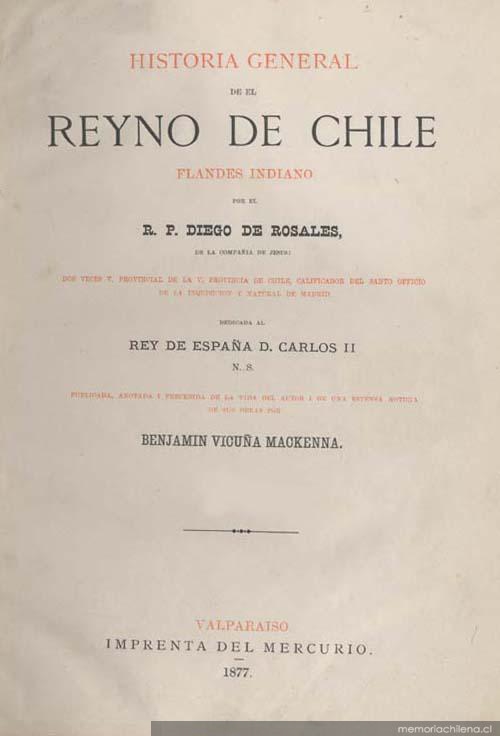 HISTORIA GENERAL
DE EL
REYNO DE CHILE
FLANDES INDIANO
POR EL
R. P. DIEGO DE ROSALES,
DE LA COMPAÑIA DE JESUS:
DOS VECES V. PROVINCIAL DE LA V. PROVINCIA DE CHILE, CALIFICADOR DEL SANTO OFFICIO
DE LA INQUISICION Y NATURAL DE MADRID
DEDICADA AL
REY DE ESPAÑA D. CARLOS II
N. S.
PUBLICADA, ANOTADA I PRECEDIDA DE LA VIDA DEL AUTOR I DE UNA ESTENSA NOTICIA
DE SUS OBRAS POR
BENJAMIN VICUÑA MACKENNA.
VALPARAISO
IMPRENTA DEL MERCURIO.
1877.
memoriachilena.cl